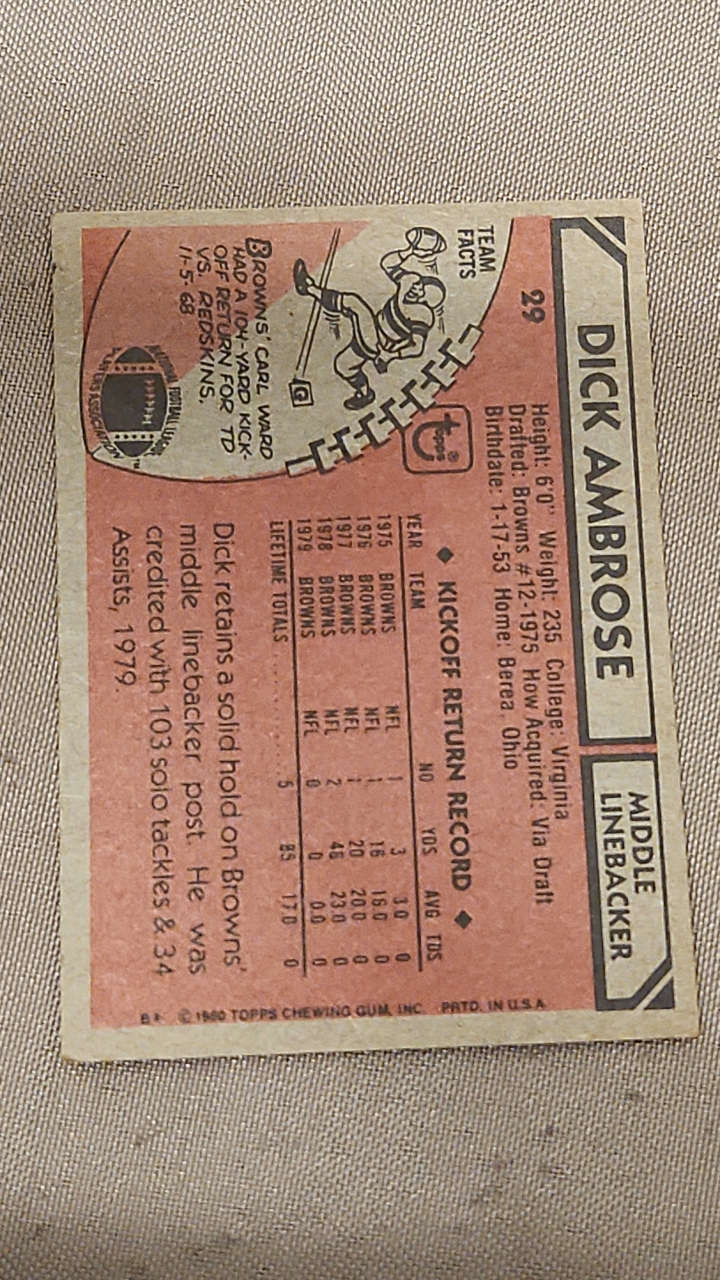 DICK AMBROSE
MIDDLE
LINEBACKER
29
Height: 6'0" Weight: 235 College: Virginia
Drafted: Browns #12-1975 How Acquired: Via Draft
Birthdate: 1-17-53 Home: Berea, Ohio
TEAM
FACTS
topps®
G
BROWNS' CARL WARD
HAD A 104-YARD KICK-
OFF RETURN FOR TD
VS. REDSKINS,
11-5-68
NATIONAL FOOTBALL LEAGUE
PLAYERS ASSOCIATION™
◆ KICKOFF RETURN RECORD ◆
YEAR TEAM NO YDS AVG TDS
1975 BROWNS NFL 1 3 3.0 0
1976 BROWNS NFL 1 16 16.0 0
1977 BROWNS NFL 1 20 20.0 0
1978 BROWNS NFL 2 46 23.0 0
1979 BROWNS NFL 0 0 0.0 0
LIFETIME TOTALS .......... 5 85 17.0 0
Dick retains a solid hold on Browns'
middle linebacker post. He was
credited with 103 solo tackles & 34
Assists, 1979.
© 1980 TOPPS CHEWING GUM, INC. PRTD. IN U.S.A.